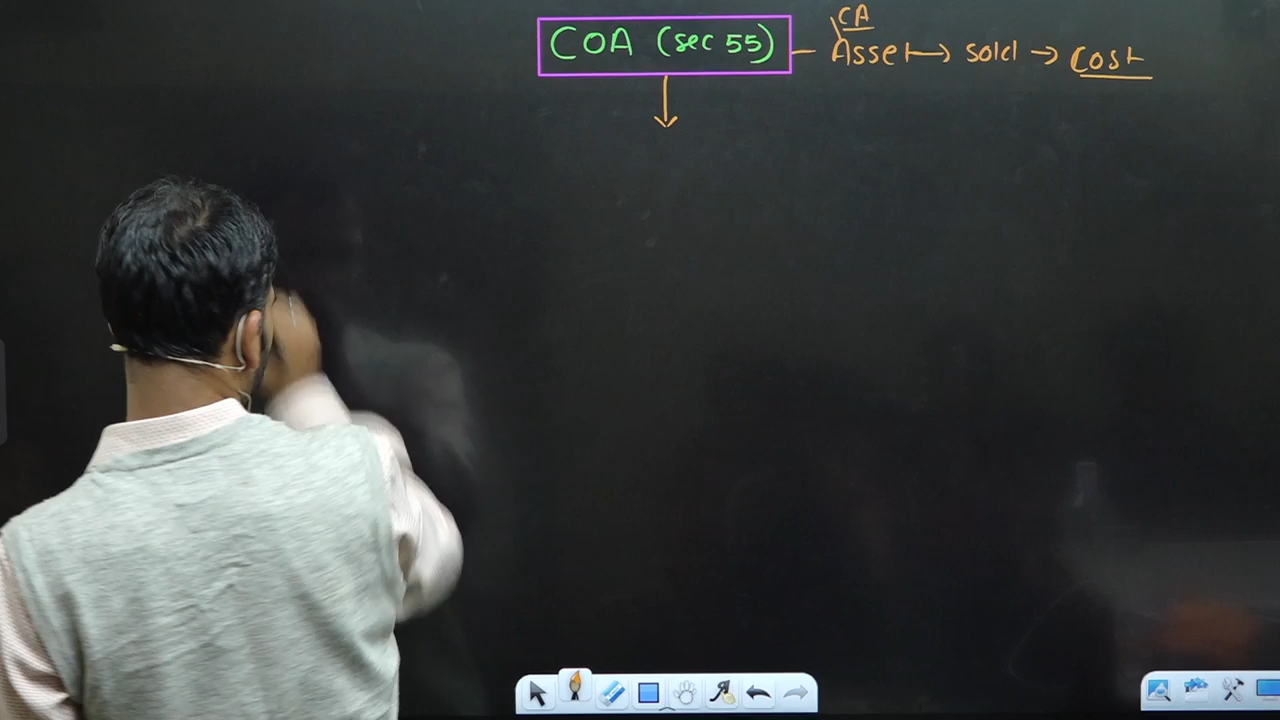 CA
COA (sec 55) – Asset → sold → Cost